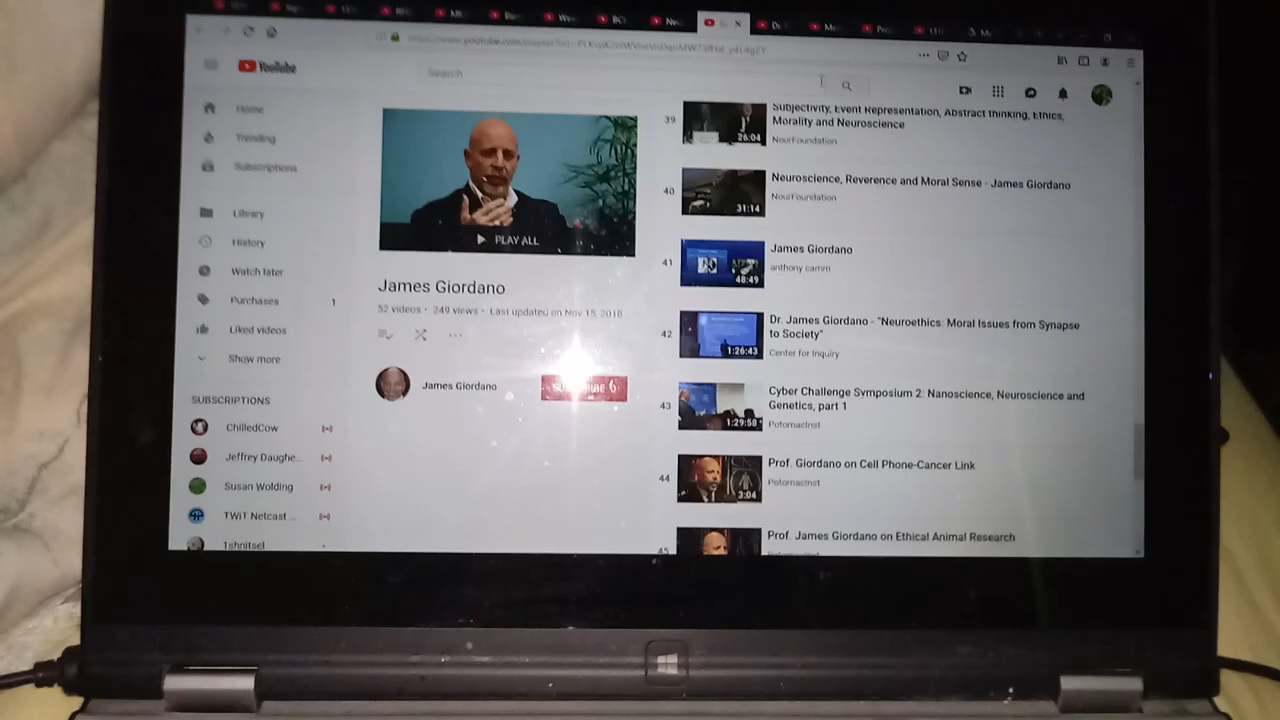 YouTube
Search
Home
Trending
Subscriptions
Library
History
Watch later
Purchases 1
Liked videos
Show more
SUBSCRIPTIONS
ChilledCow
Jeffrey Daughe...
Susan Wolding
TWiT Netcast ...
1shnitsel
PLAY ALL
James Giordano
52 videos • 249 views • Last updated on Nov 15, 2018
James Giordano
SUBSCRIBE 6
39
26:04
Subjectivity, Event Representation, Abstract thinking, Ethics,
Morality and Neuroscience
NourFoundation
40
31:14
Neuroscience, Reverence and Moral Sense - James Giordano
NourFoundation
41
48:49
James Giordano
anthony camm
42
1:26:43
Dr. James Giordano - "Neuroethics: Moral Issues from Synapse
to Society"
Center for Inquiry
43
1:29:58
Cyber Challenge Symposium 2: Nanoscience, Neuroscience and
Genetics, part 1
PotomacInst
44
3:04
Prof. Giordano on Cell Phone-Cancer Link
PotomacInst
45
Prof. James Giordano on Ethical Animal Research